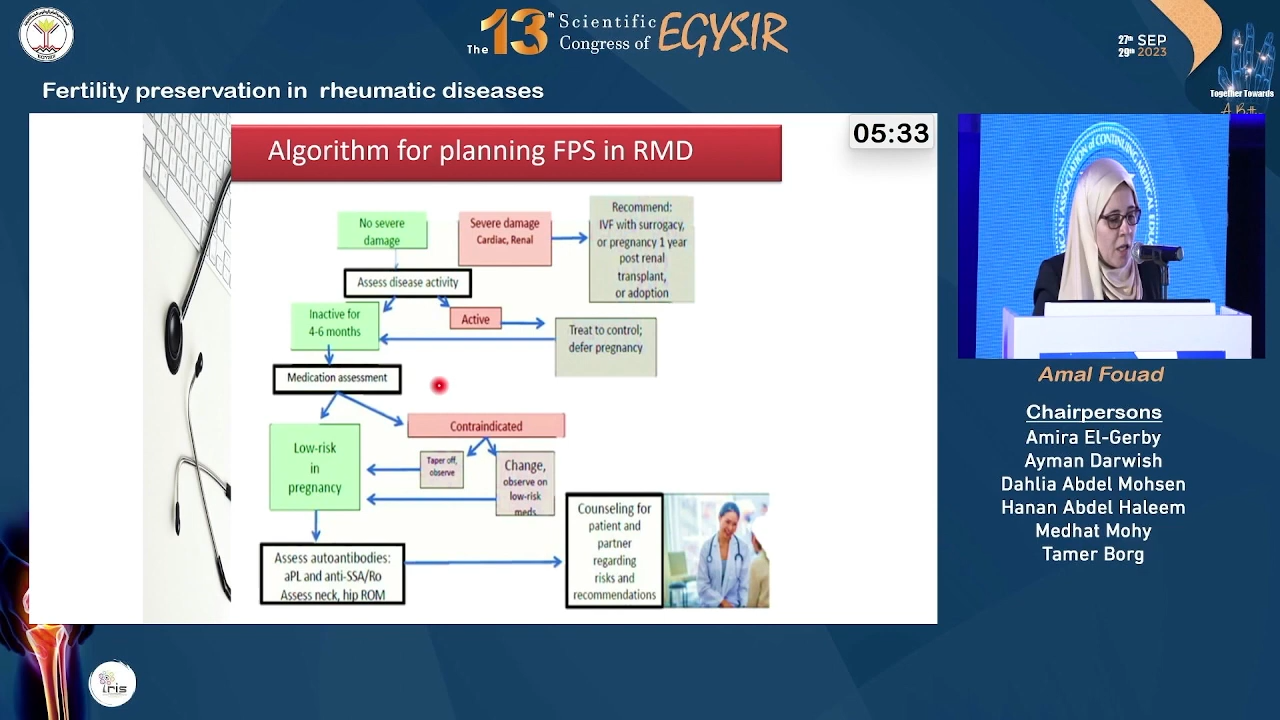 The 13th Scientific Congress of EGYSIR
27th SEP
29th 2023
Together Towards
Fertility preservation in rheumatic diseases
05:33
Algorithm for planning FPS in RMD
No severe
damage
Severe damage
Cardiac, Renal
Recommend:
IVF with surrogacy,
or pregnancy 1 year
post renal
transplant,
or adoption
Assess disease activity
Inactive for
4-6 months
Active
Treat to control;
defer pregnancy
Medication assessment
Contraindicated
Low-risk
in
pregnancy
Taper off,
observe
Change,
observe on
low-risk
meds
Counseling for
patient and
partner
regarding
risks and
recommendations
Assess autoantibodies:
aPL and anti-SSA/Ro
Assess neck, hip ROM
Amal Fouad
Chairpersons
Amira El-Gerby
Ayman Darwish
Dahlia Abdel Mohsen
Hanan Abdel Haleem
Medhat Mohy
Tamer Borg
iris